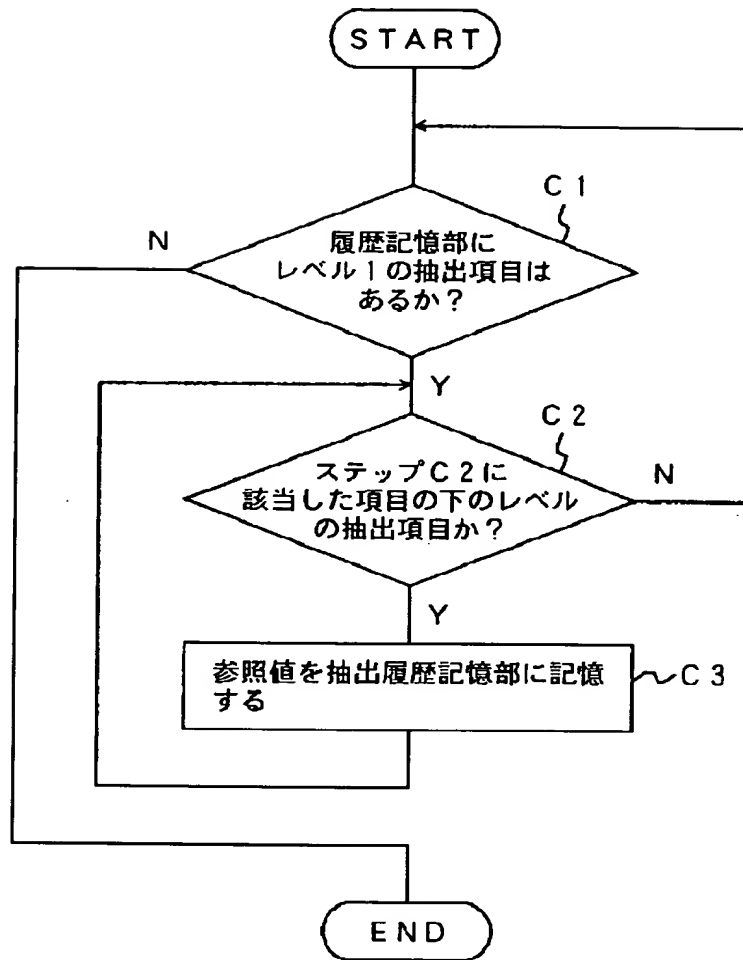 START
C1
N
履歴記憶部に
レベル1の抽出項目は
あるか?
Y
C2
ステップC2に
該当した項目の下のレベル
の抽出項目か?
N
Y
参照値を抽出履歴記憶部に記憶
する
C3
END